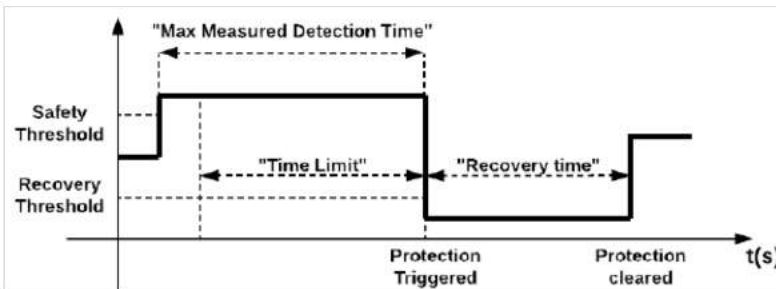 "Max Measured Detection Time"
Safety
Threshold
"Time Limit"
"Recovery time"
Recovery
Threshold
t(s)
Protection
Triggered
Protection
cleared